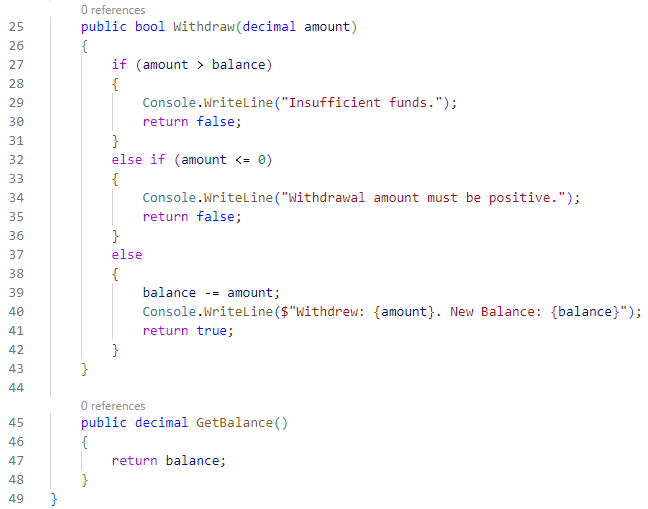 0 references
25 public bool Withdraw(decimal amount)
26 {
27 if (amount > balance)
28 {
29 Console.WriteLine("Insufficient funds.");
30 return false;
31 }
32 else if (amount <= 0)
33 {
34 Console.WriteLine("Withdrawal amount must be positive.");
35 return false;
36 }
37 else
38 {
39 balance -= amount;
40 Console.WriteLine($"Withdrew: {amount}. New Balance: {balance}");
41 return true;
42 }
43 }
44
0 references
45 public decimal GetBalance()
46 {
47 return balance;
48 }
49 }